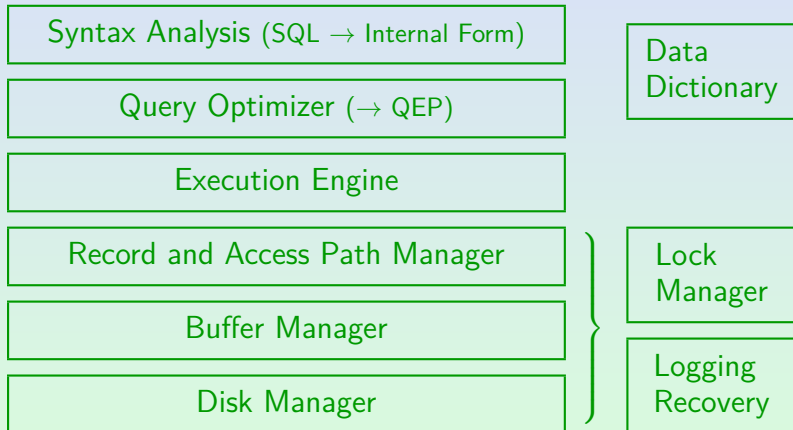 Syntax Analysis (SQL → Internal Form)
Query Optimizer (→ QEP)
Execution Engine
Record and Access Path Manager
Buffer Manager
Disk Manager
Data
Dictionary
Lock
Manager
Logging
Recovery